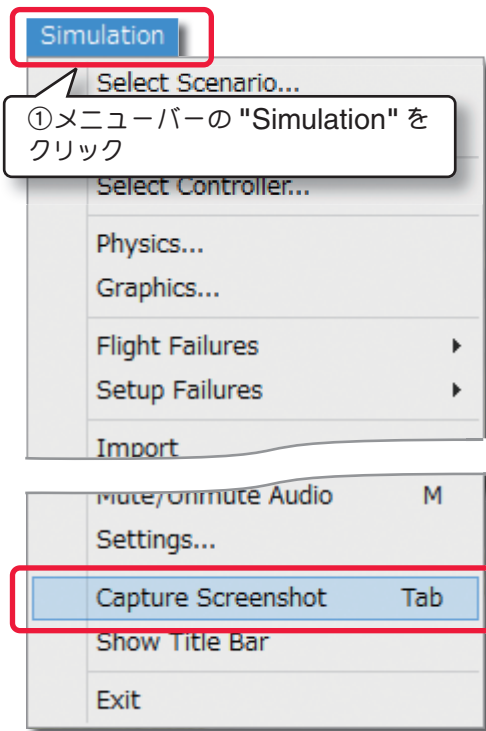 Simulation
Select Scenario...
①メニューバーの "Simulation" を
クリック
Select Controller...
Physics...
Graphics...
Flight Failures
Setup Failures
Import
Mute/Unmute Audio M
Settings...
Capture Screenshot Tab
Show Title Bar
Exit